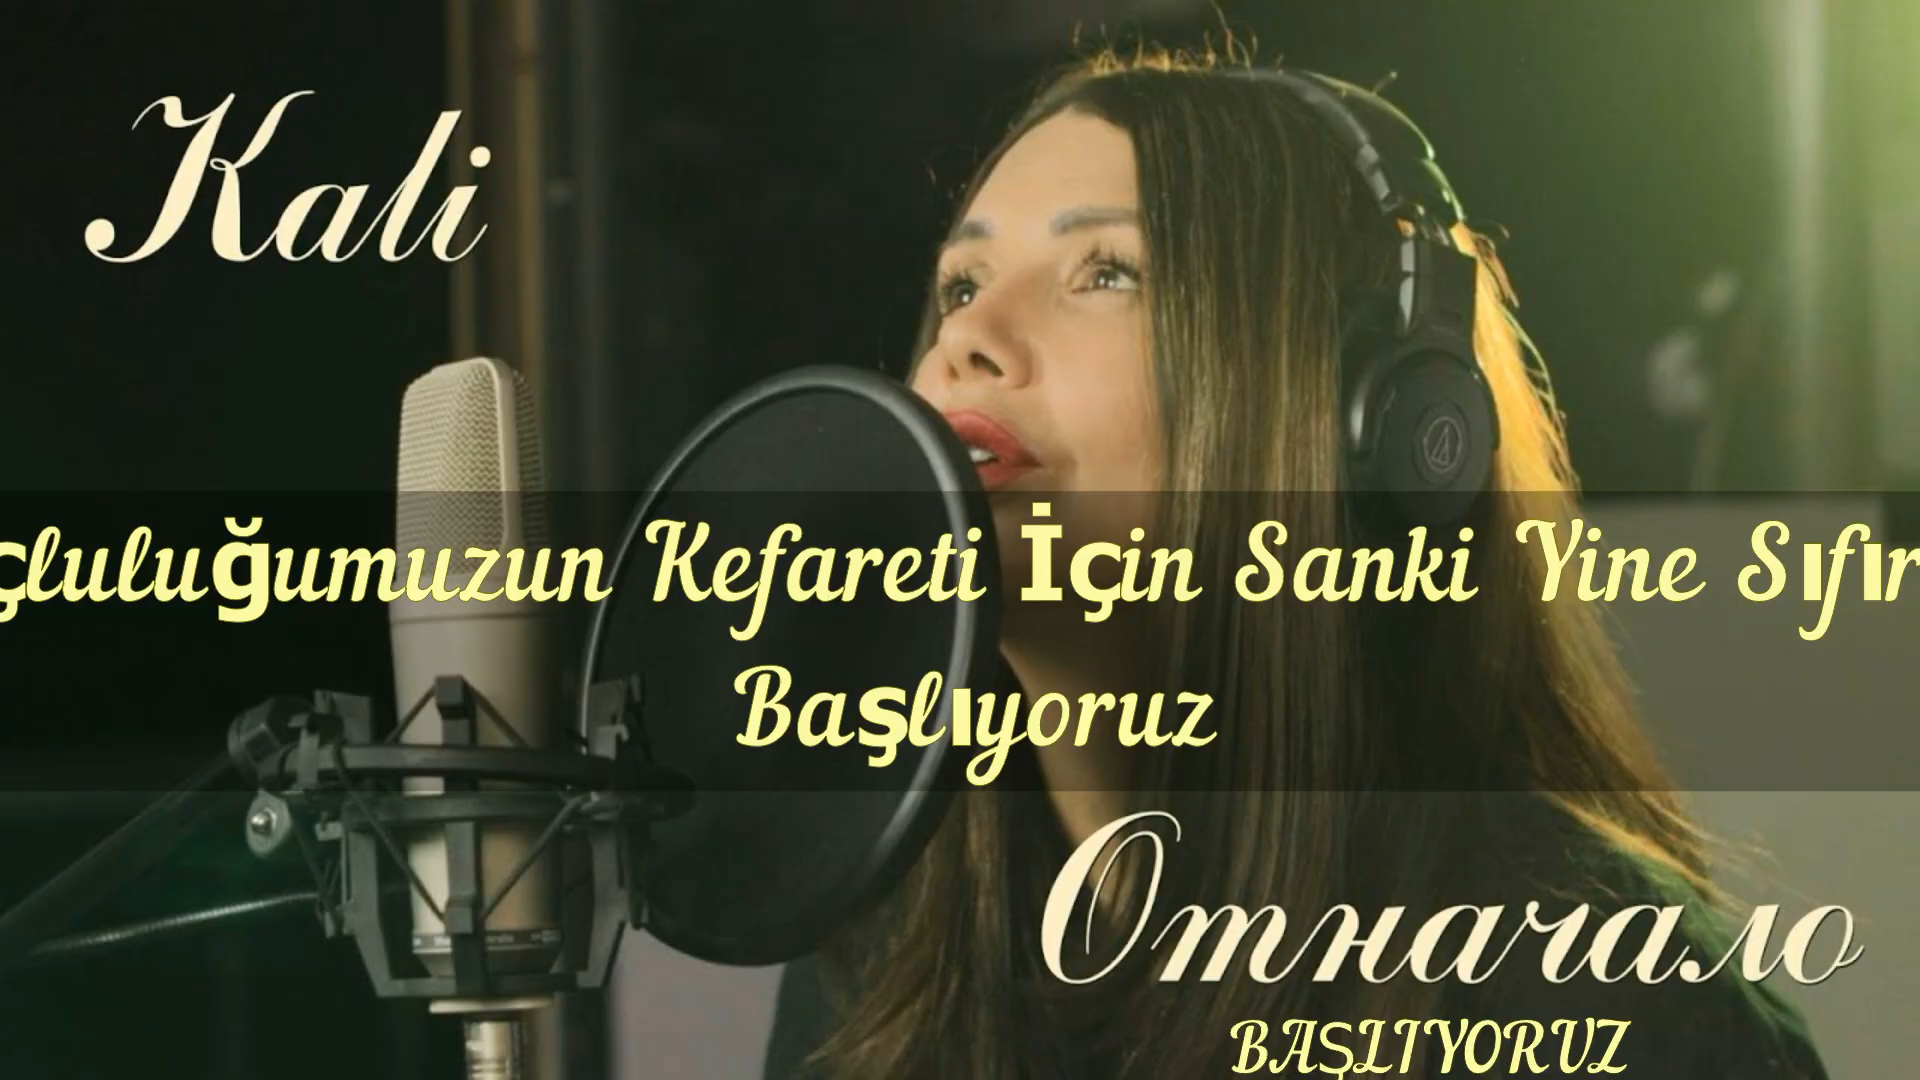 Kali
çluluğumuzun Kefareti İçin Sanki Yine Sıfır
Başlıyoruz
Отначало
BAŞLIYORUZ